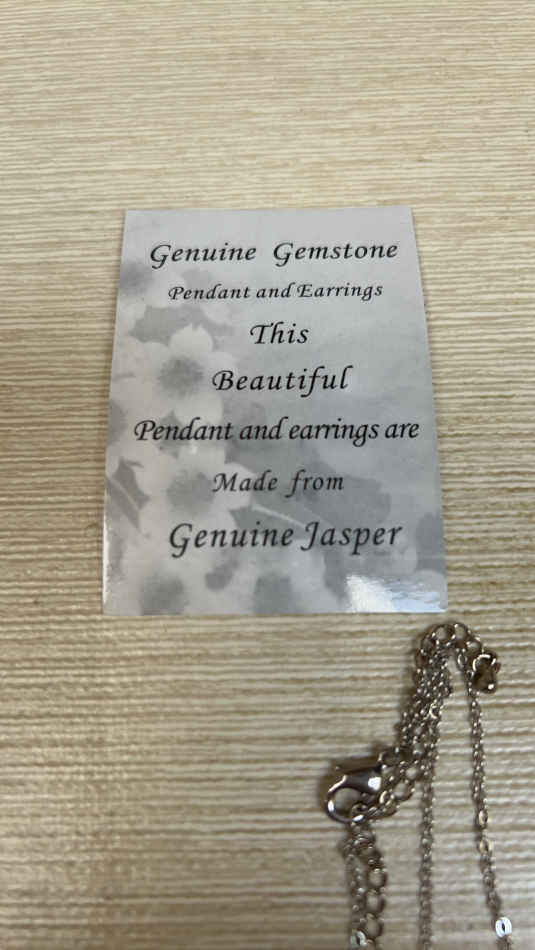 Genuine Gemstone
Pendant and Earrings
This
Beautiful
Pendant and earrings are
Made from
Genuine Jasper